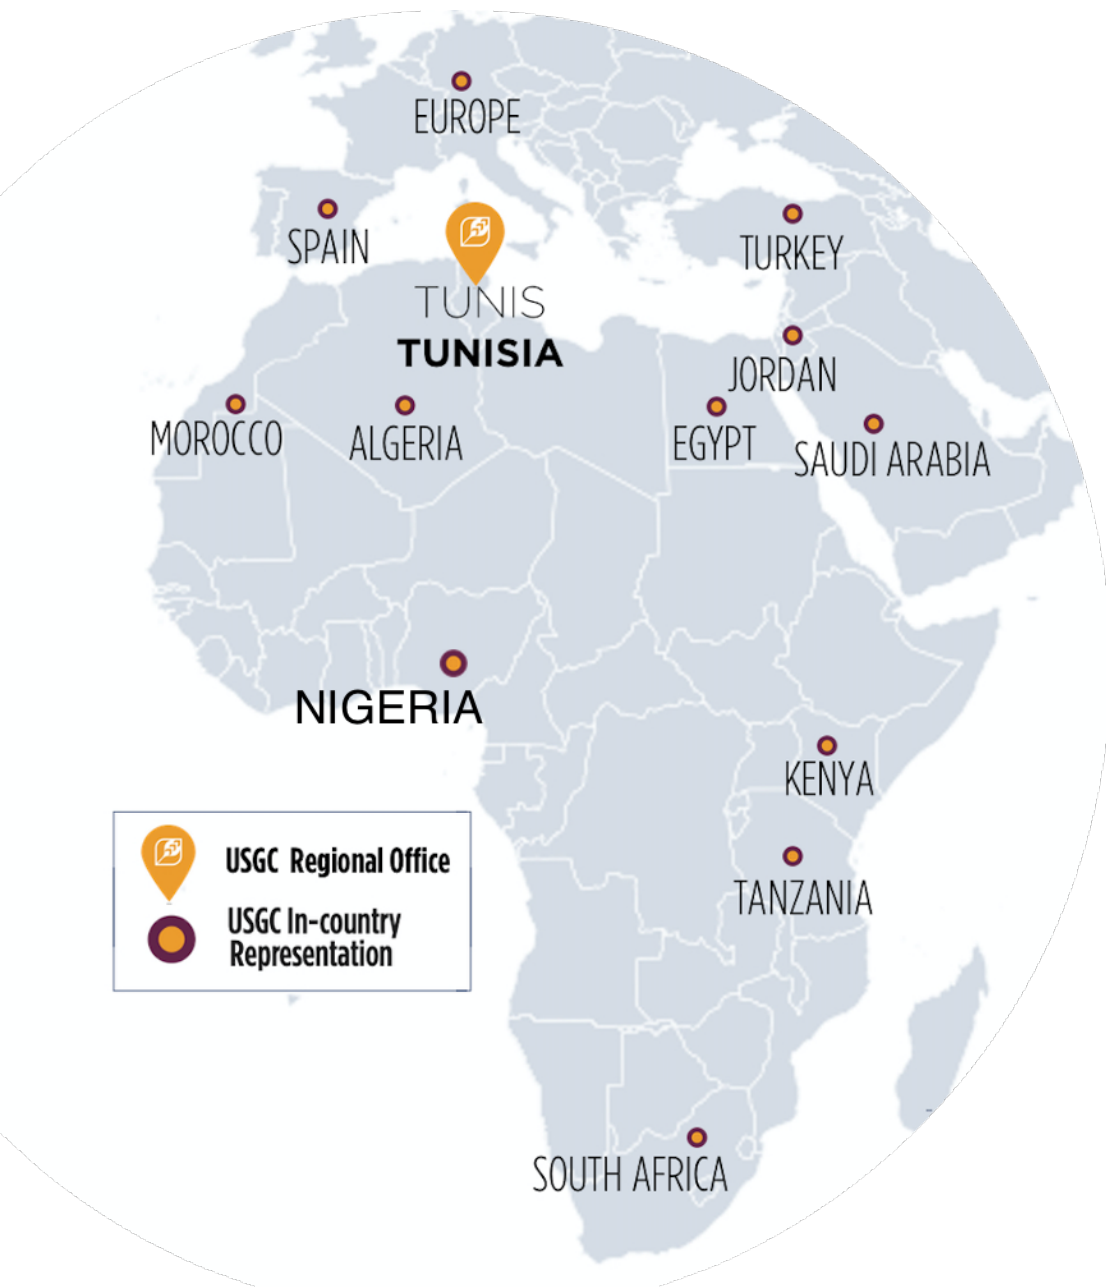 EUROPE
SPAIN
TURKEY
TUNIS
TUNISIA
JORDAN
MOROCCO
ALGERIA
EGYPT
SAUDI ARABIA
NIGERIA
KENYA
USGC Regional Office
USGC In-country
Representation
TANZANIA
SOUTH AFRICA